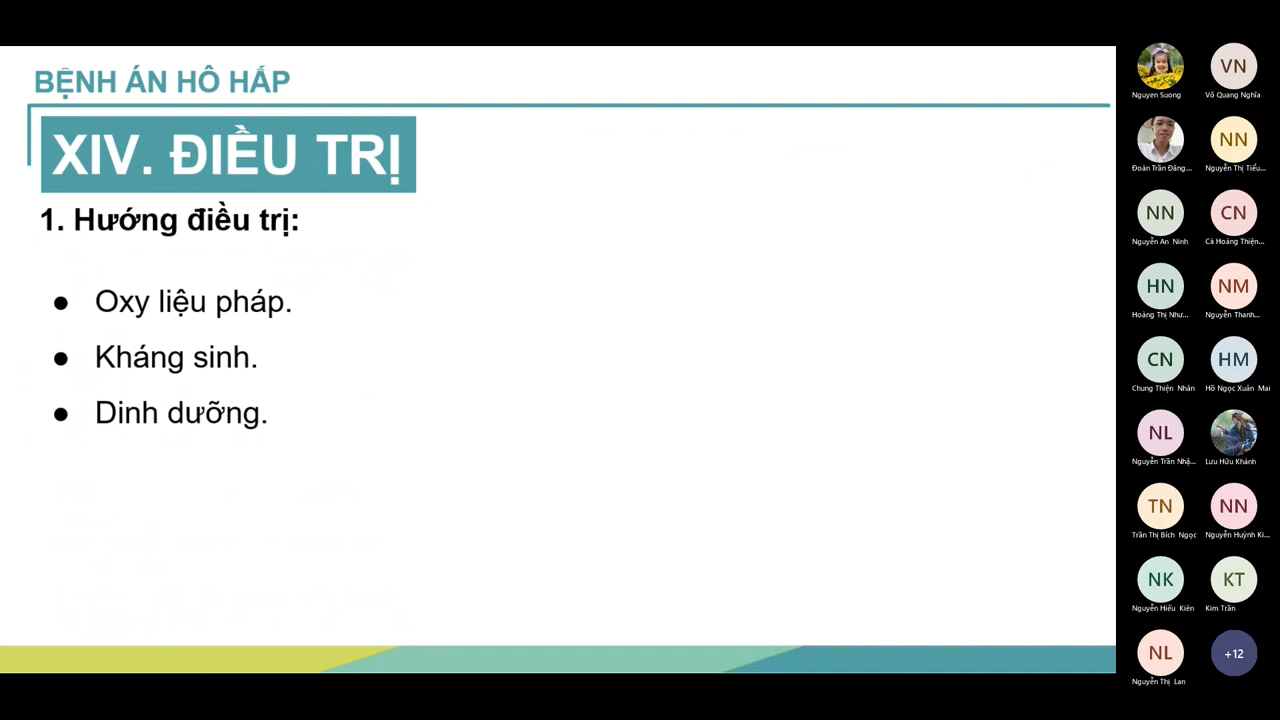 BỆNH ÁN HÔ HẤP
XIV. ĐIỀU TRỊ
1. Hướng điều trị:
● Oxy liệu pháp.
● Kháng sinh.
● Dinh dưỡng.
Nguyen Suong
VN
Võ Quang Nghĩa
Đoàn Trần Đăng...
NN
Nguyễn Thị Tiểu...
NN
Nguyễn An Ninh
CN
Cã Hoàng Thiện...
HN
Hoàng Thị Như...
NM
Nguyễn Thanh...
CN
Chung Thiện Nhân
HM
Hồ Ngọc Xuân Mai
NL
Nguyễn Trần Nhậ...
Lưu Hữu Khánh
TN
Trần Thị Bích Ngọc
NN
Nguyễn Huỳnh Ki...
NK
Nguyễn Hiếu Kiên
KT
Kim Trần
NL
Nguyễn Thị Lan
+12